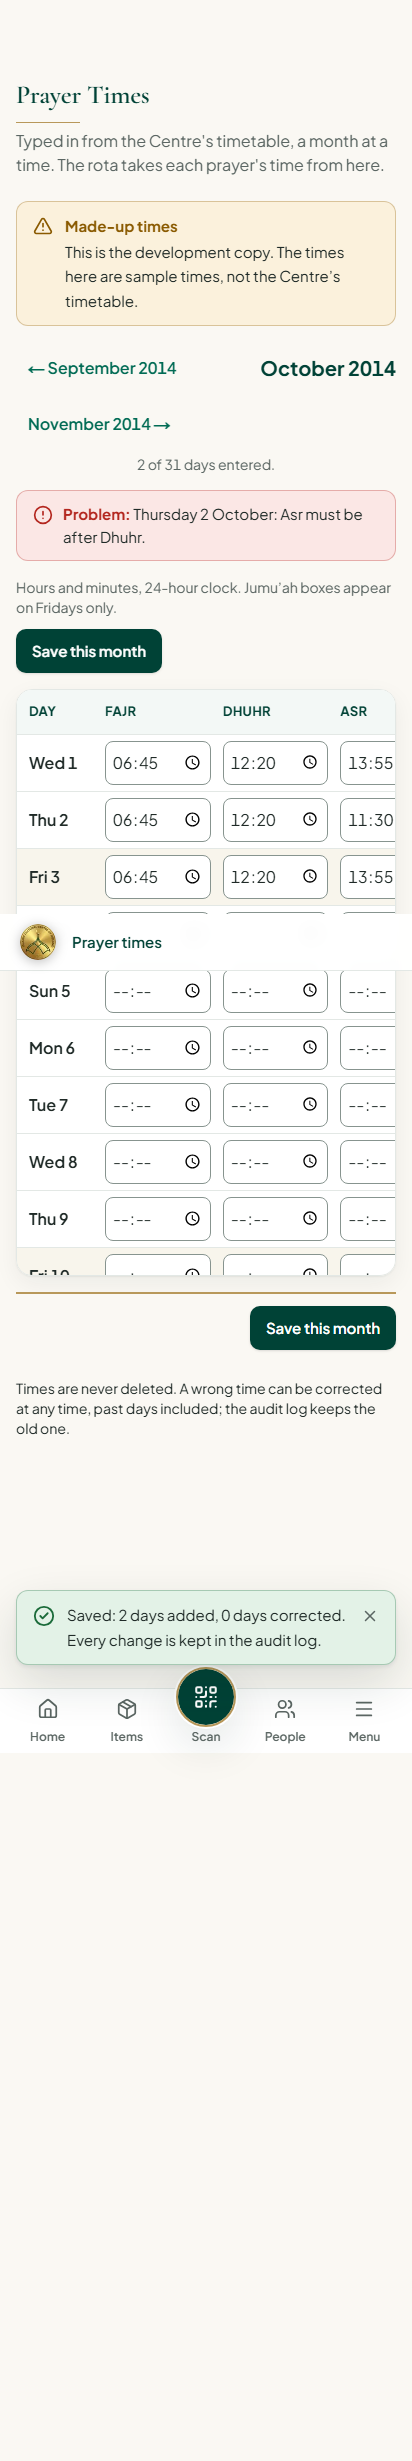 Prayer Times
Typed in from the Centre's timetable, a month at a
time. The rota takes each prayer's time from here.
Made-up times
This is the development copy. The times
here are sample times, not the Centre's
timetable.
← September 2014 October 2014
November 2014 →
2 of 31 days entered.
Problem: Thursday 2 October: Asr must be
after Dhuhr.
Hours and minutes, 24-hour clock. Jumu'ah boxes appear
on Fridays only.
Save this month
DAY FAJR DHUHR ASR
Wed 1 06:45 12:20 13:55
Thu 2 06:45 12:20 11:30
Fri 3 06:45 12:20 13:55
Prayer times
Sun 5 --:-- --:-- --:--
Mon 6 --:-- --:-- --:--
Tue 7 --:-- --:-- --:--
Wed 8 --:-- --:-- --:--
Thu 9 --:-- --:-- --:--
Fri 10
Save this month
Times are never deleted. A wrong time can be corrected
at any time, past days included; the audit log keeps the
old one.
Saved: 2 days added, 0 days corrected.
Every change is kept in the audit log.
Home Items Scan People Menu